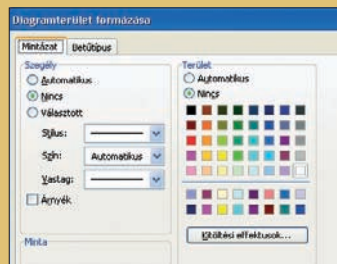 Diagramterület formázása
Mintázat
Betűtípus
Szegély
Automatikus
Nincs
Választott
Stílus:
Szín:
Automatikus
Vastag:
Árnyék
Minta
Terület
Automatikus
Nincs
Kitöltési effektusok...